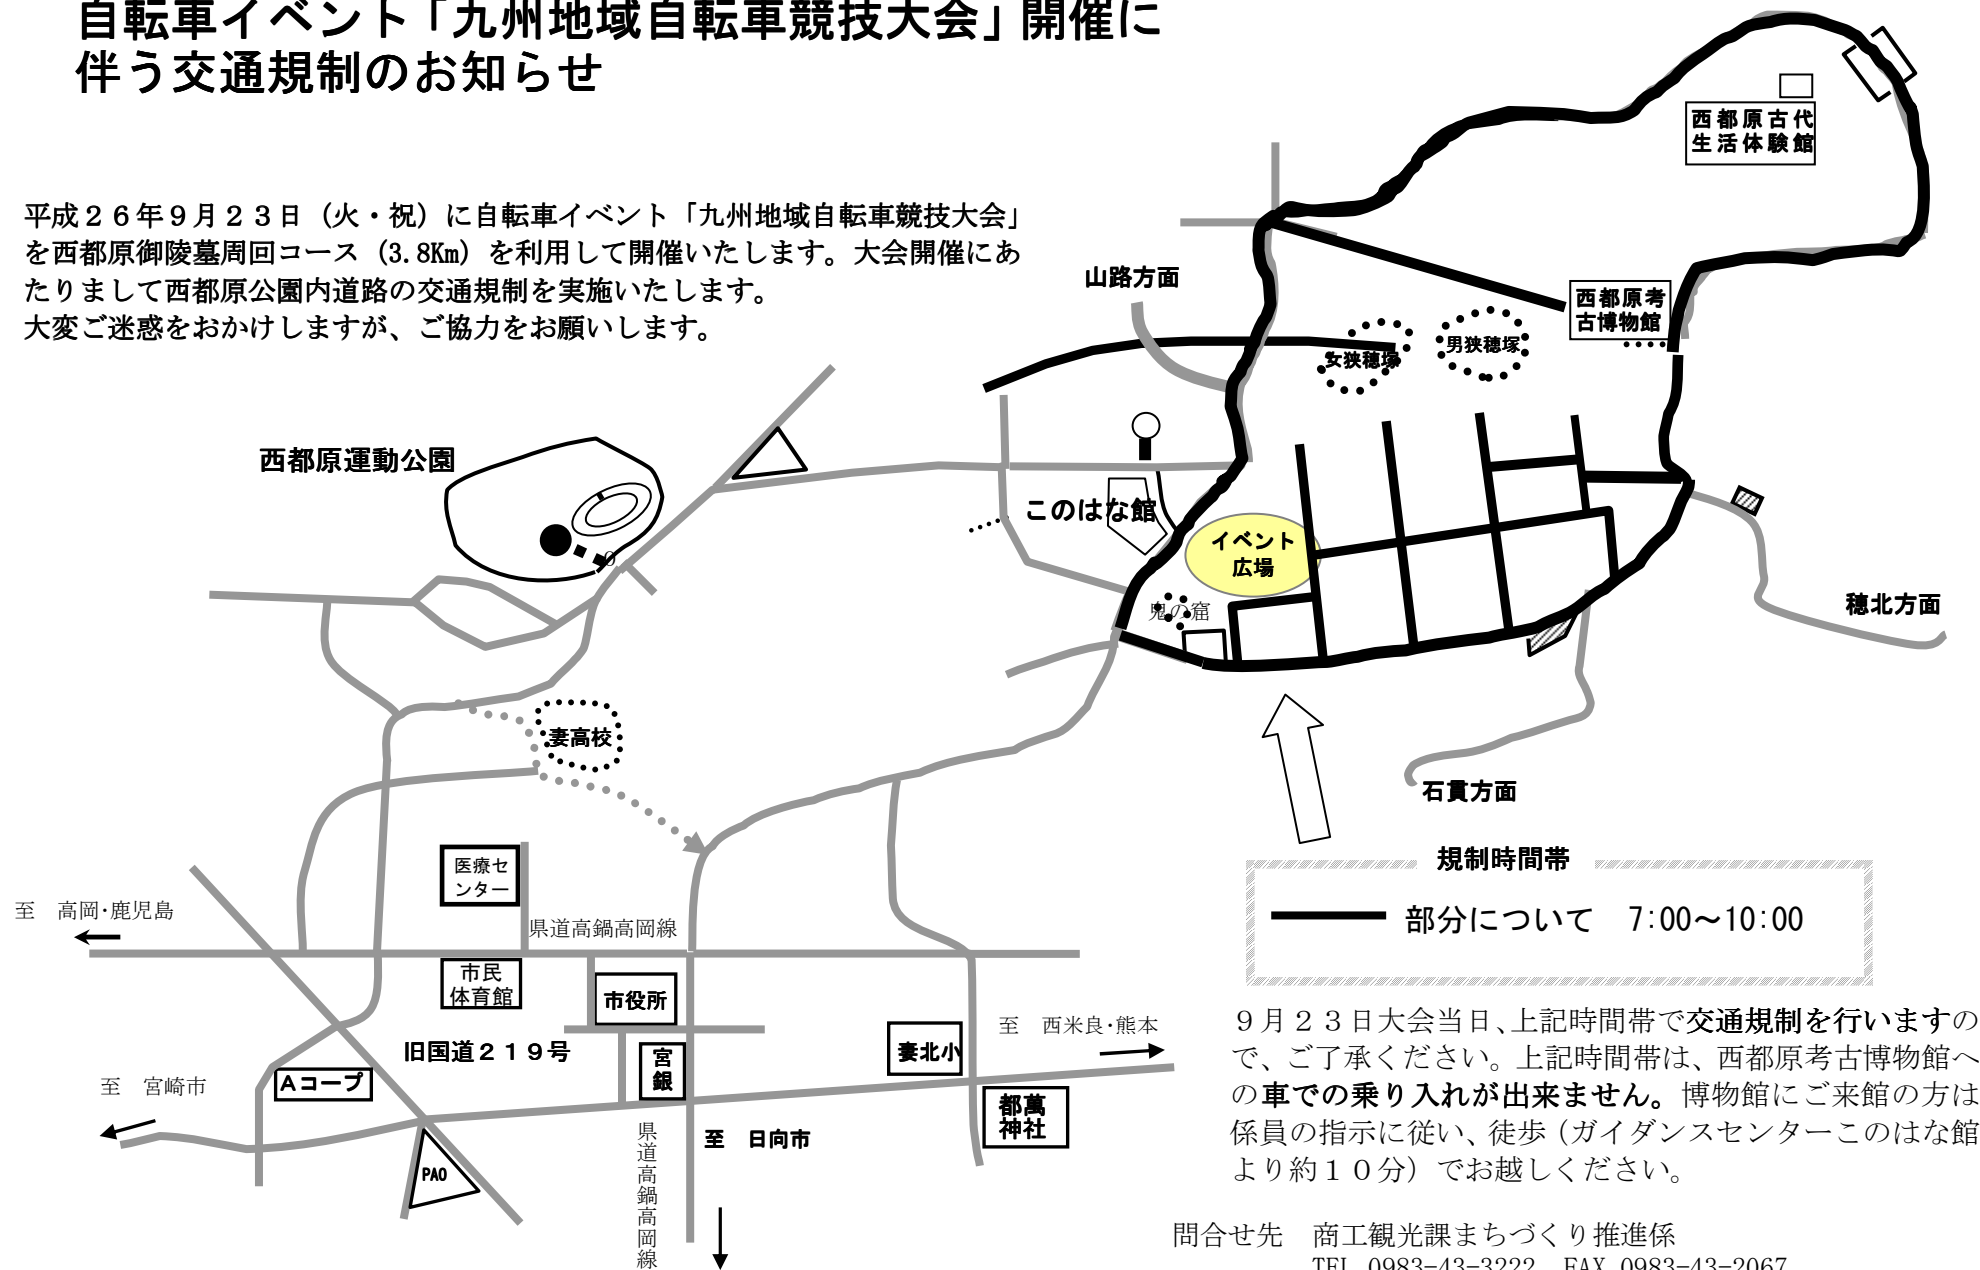 自転車イベント「九州地域自転車競技大会」開催に
伴う交通規制のお知らせ
平成２６年９月２３日（火・祝）に自転車イベント「九州地域自転車競技大会」
を西都原御陵墓周回コース（3.8Km）を利用して開催いたします。大会開催にあ
たりまして西都原公園内道路の交通規制を実施いたします。
大変ご迷惑をおかけしますが、ご協力をお願いします。
西都原古代
生活体験館
山路方面
西都原考
古博物館
女狭穂塚
男狭穂塚
西都原運動公園
このはな館
イベント
広場
鬼の窟
穂北方面
妻高校
石貫方面
規制時間帯
部分について　7:00～10:00
医療セ
ンター
至　高岡・鹿児島
県道高鍋高岡線
市民
体育館
市役所
至　西米良・熊本
旧国道２１９号
宮
銀
妻北小
Ａコープ
至　宮崎市
都萬
神社
PAO
県道高鍋高岡線
至　日向市
９月２３日大会当日、上記時間帯で交通規制を行いますの
で、ご了承ください。上記時間帯は、西都原考古博物館へ
の車での乗り入れが出来ません。博物館にご来館の方は
係員の指示に従い、徒歩（ガイダンスセンターこのはな館
より約１０分）でお越しください。
問合せ先　商工観光課まちづくり推進係
TEL 0983-43-3222　FAX 0983-43-2067